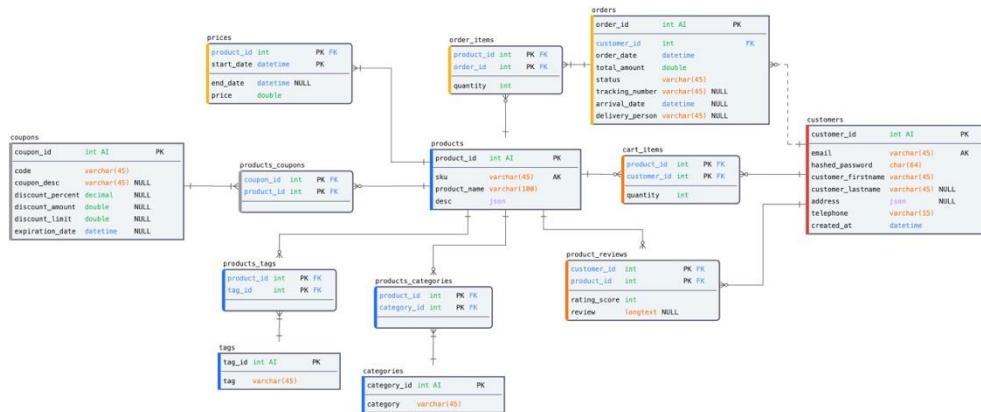 orders
order_id int AI PK
customer_id int FK
order_date datetime
total_amount double
status varchar(45)
tracking_number varchar(45) NULL
arrival_date datetime NULL
delivery_person varchar(45) NULL
prices
product_id int PK FK
start_date datetime PK
end_date datetime NULL
price double
order_items
product_id int PK FK
order_id int PK FK
quantity int
customers
customer_id int AI PK
email varchar(45) AK
hashed_password char(64)
customer_firstname varchar(45)
customer_lastname varchar(45) NULL
address json NULL
telephone varchar(15)
created_at datetime
coupons
coupon_id int AI PK
code varchar(45)
coupon_desc varchar(45) NULL
discount_percent decimal NULL
discount_amount double NULL
discount_limit double NULL
expiration_date datetime NULL
products_coupons
coupon_id int PK FK
product_id int PK FK
products
product_id int AI PK
sku varchar(45) AK
product_name varchar(100)
desc json
cart_items
product_id int PK FK
customer_id int PK FK
quantity int
products_tags
product_id int PK FK
tag_id int PK FK
products_categories
product_id int PK FK
category_id int PK FK
product_reviews
customer_id int PK FK
product_id int PK FK
rating_score int
review longtext NULL
tags
tag_id int AI PK
tag varchar(45)
categories
category_id int AI PK
category varchar(45)